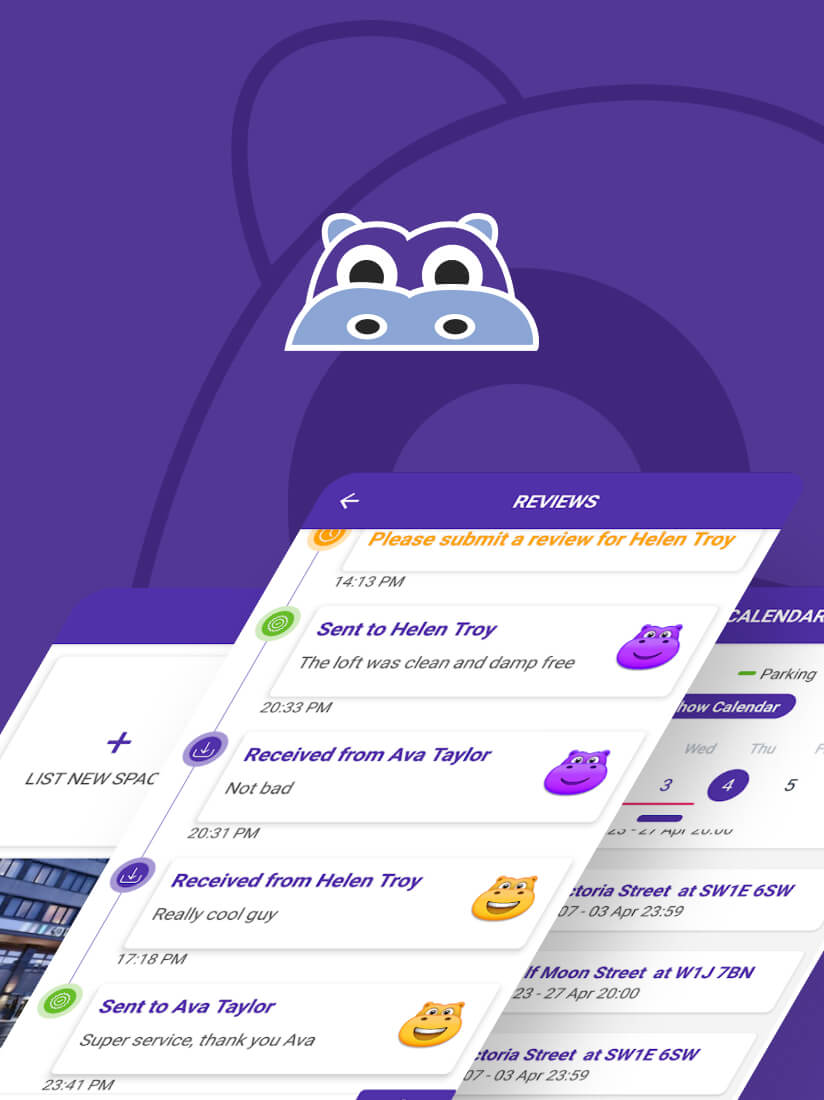 REVIEWS
Please submit a review for Helen Troy
14:13 PM
Sent to Helen Troy
The loft was clean and damp free
20:33 PM
Received from Ava Taylor
Not bad
20:31 PM
Received from Helen Troy
Really cool guy
17:18 PM
Sent to Ava Taylor
Super service, thank you Ava
23:41 PM
+
LIST NEW SPAC
CALENDAR
Parking
how Calendar
Wed Thu F
3 4 5
23 - 27 Apr 20:00
ctoria Street at SW1E 6SW
07 - 03 Apr 23:59
lf Moon Street at W1J 7BN
23 - 27 Apr 20:00
ctoria Street at SW1E 6SW
07 - 03 Apr 23:59